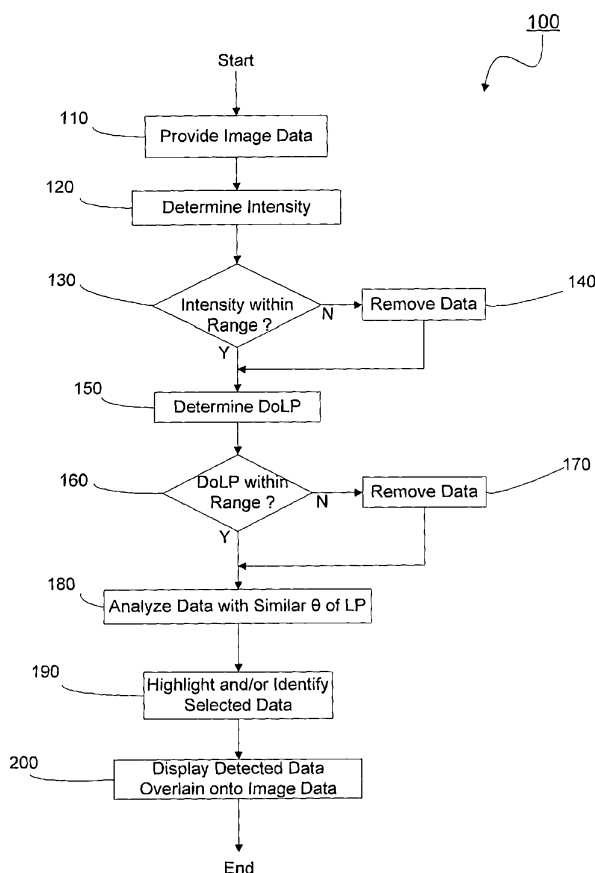 100
Start
110
Provide Image Data
120
Determine Intensity
130
Intensity within
Range ?
N
Remove Data
140
Y
150
Determine DoLP
160
DoLP within
Range ?
N
Remove Data
170
Y
180
Analyze Data with Similar θ of LP
190
Highlight and/or Identify
Selected Data
200
Display Detected Data
Overlain onto Image Data
End